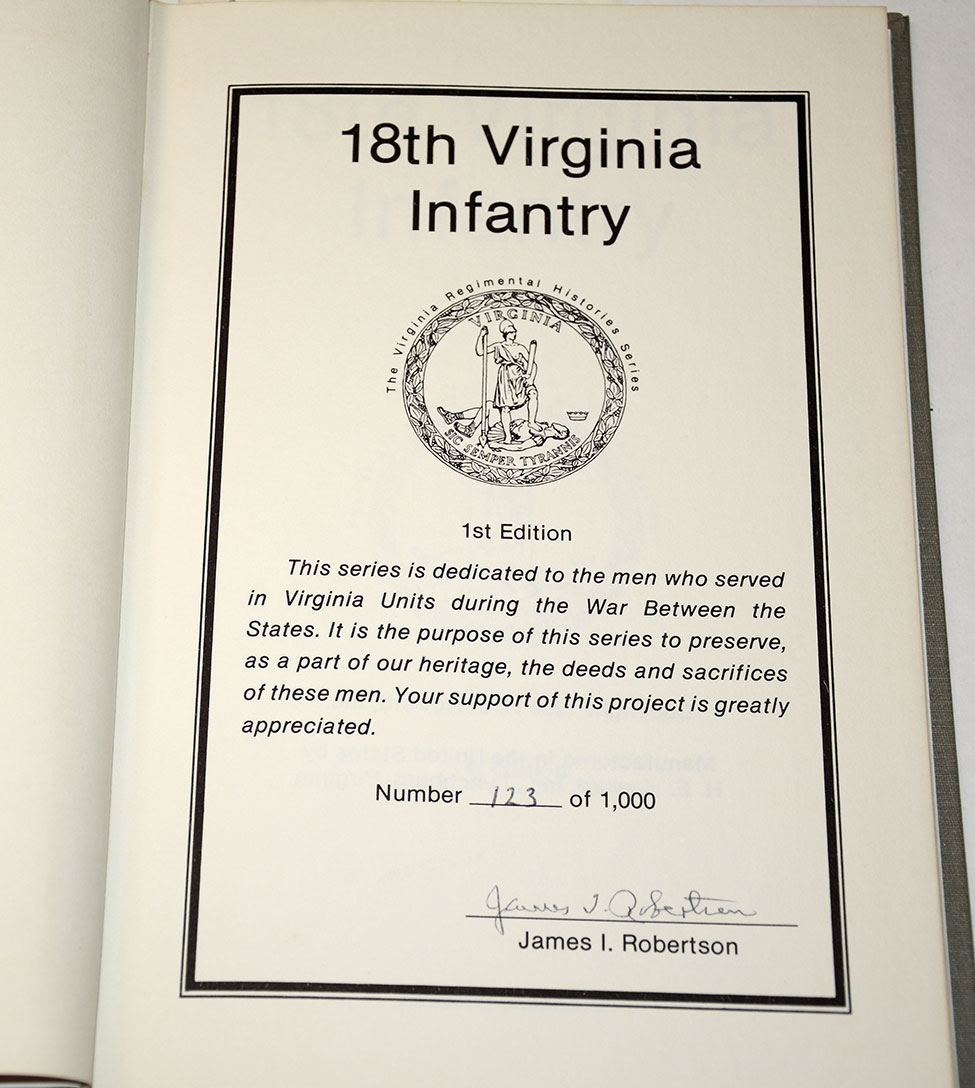 18th Virginia
Infantry
The Virginia Regimental Histories Series
VIRGINIA
SIC SEMPER TYRANNIS
1st Edition
This series is dedicated to the men who served
in Virginia Units during the War Between the
States. It is the purpose of this series to preserve,
as a part of our heritage, the deeds and sacrifices
of these men. Your support of this project is greatly
appreciated.
Number 123 of 1,000
James I. Robertson
James I. Robertson